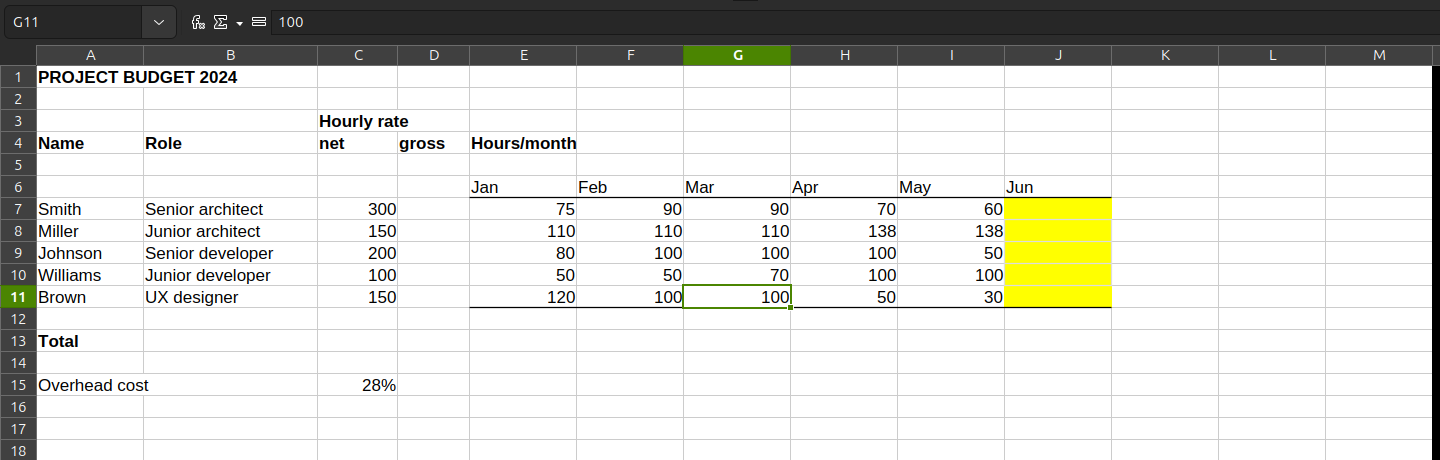 G11 100
A B C D E F G H I J K L M
1 PROJECT BUDGET 2024
2
3 Hourly rate
4 Name Role net gross Hours/month
5
6 Jan Feb Mar Apr May Jun
7 Smith Senior architect 300 75 90 90 70 60
8 Miller Junior architect 150 110 110 110 138 138
9 Johnson Senior developer 200 80 100 100 100 50
10 Williams Junior developer 100 50 50 70 100 100
11 Brown UX designer 150 120 100 100 50 30
12
13 Total
14
15 Overhead cost 28%
16
17
18